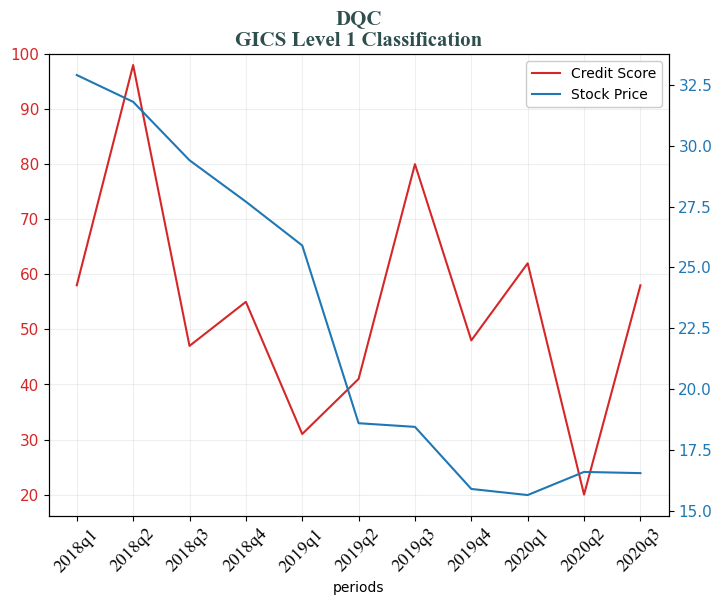 DQC
GICS Level 1 Classification
Credit Score
Stock Price
100
90
80
70
60
50
40
30
20
32.5
30.0
27.5
25.0
22.5
20.0
17.5
15.0
2018q1
2018q2
2018q3
2018q4
2019q1
2019q2
2019q3
2019q4
2020q1
2020q2
2020q3
periods